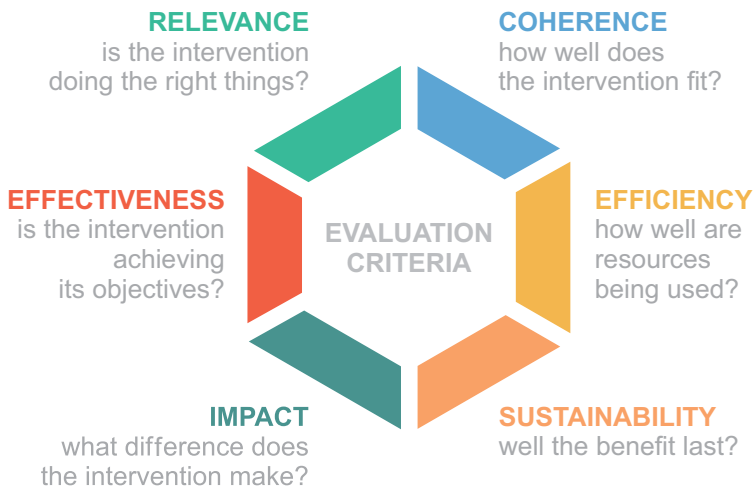 RELEVANCE
is the intervention
doing the right things?
COHERENCE
how well does
the intervention fit?
EFFECTIVENESS
is the intervention
achieving
its objectives?
EVALUATION
CRITERIA
EFFICIENCY
how well are
resources
being used?
IMPACT
what difference does
the intervention make?
SUSTAINABILITY
well the benefit last?